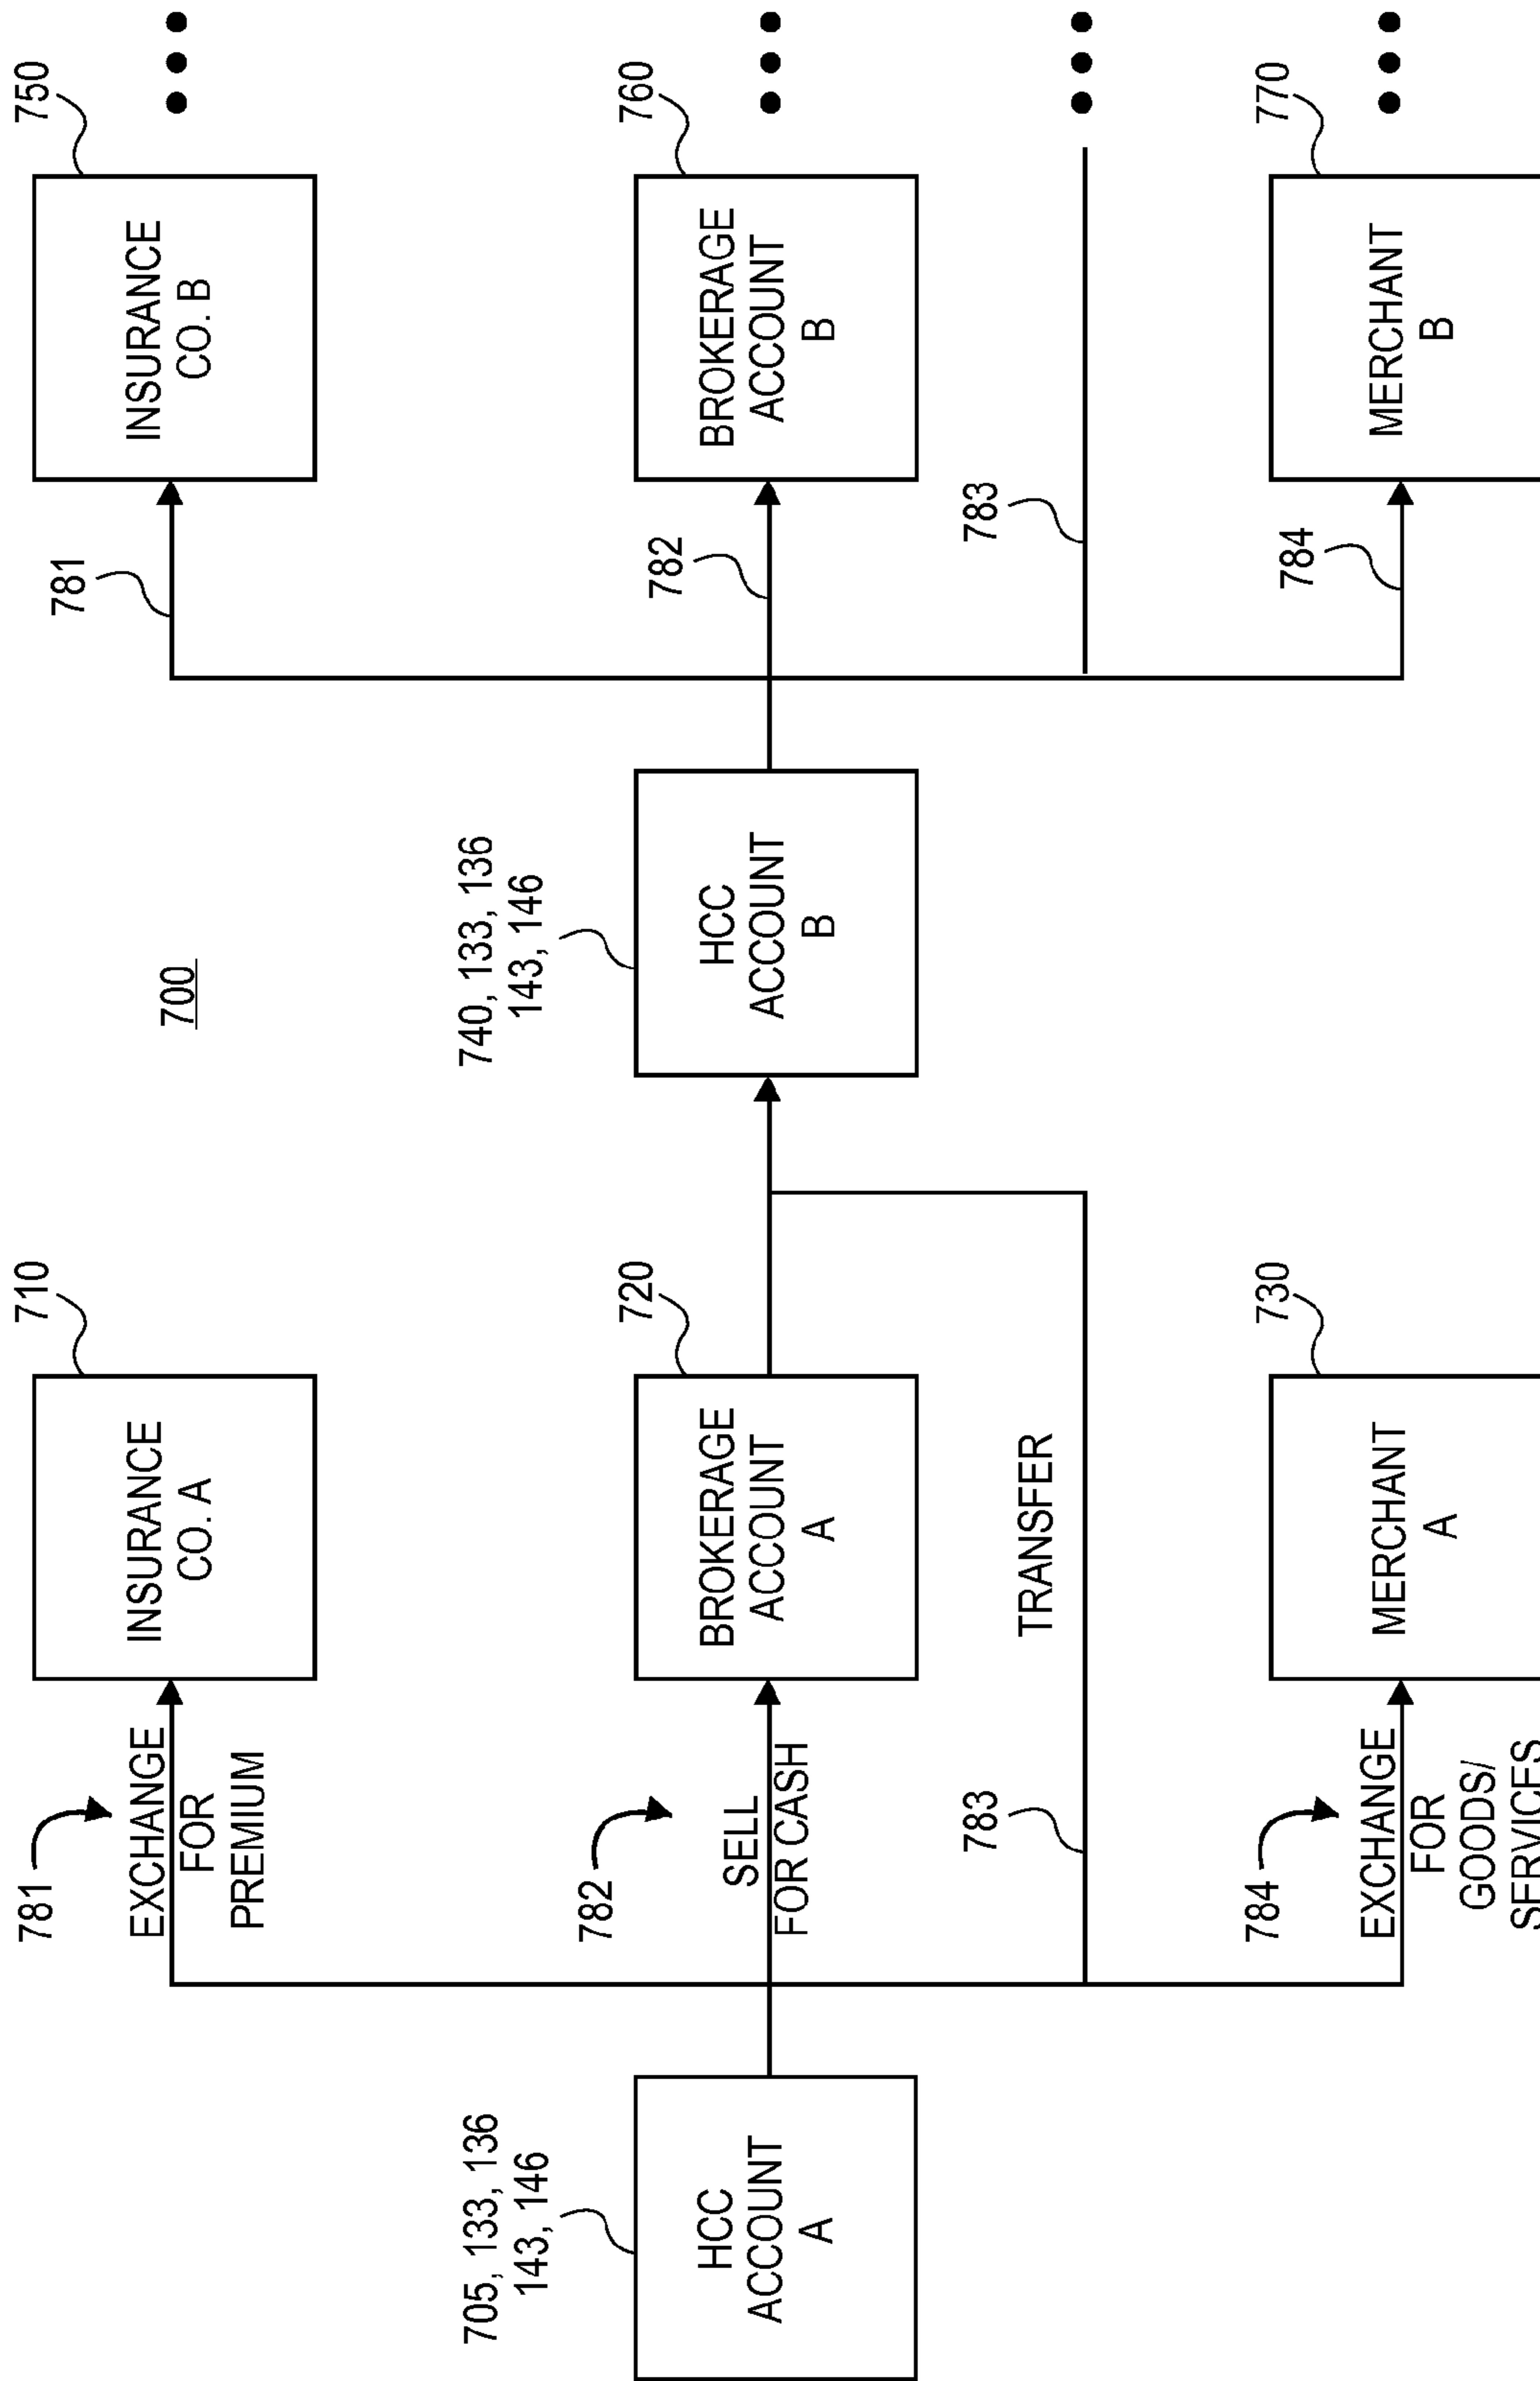 700
705, 133, 136
143, 146
HCC
ACCOUNT
A
781
EXCHANGE
FOR
PREMIUM
782
SELL
FOR CASH
783
TRANSFER
784
EXCHANGE
FOR
GOODS/
SERVICES
710
INSURANCE
CO. A
720
BROKERAGE
ACCOUNT
A
730
MERCHANT
A
740, 133, 136
143, 146
HCC
ACCOUNT
B
781
782
783
784
750
INSURANCE
CO. B
760
BROKERAGE
ACCOUNT
B
770
MERCHANT
B